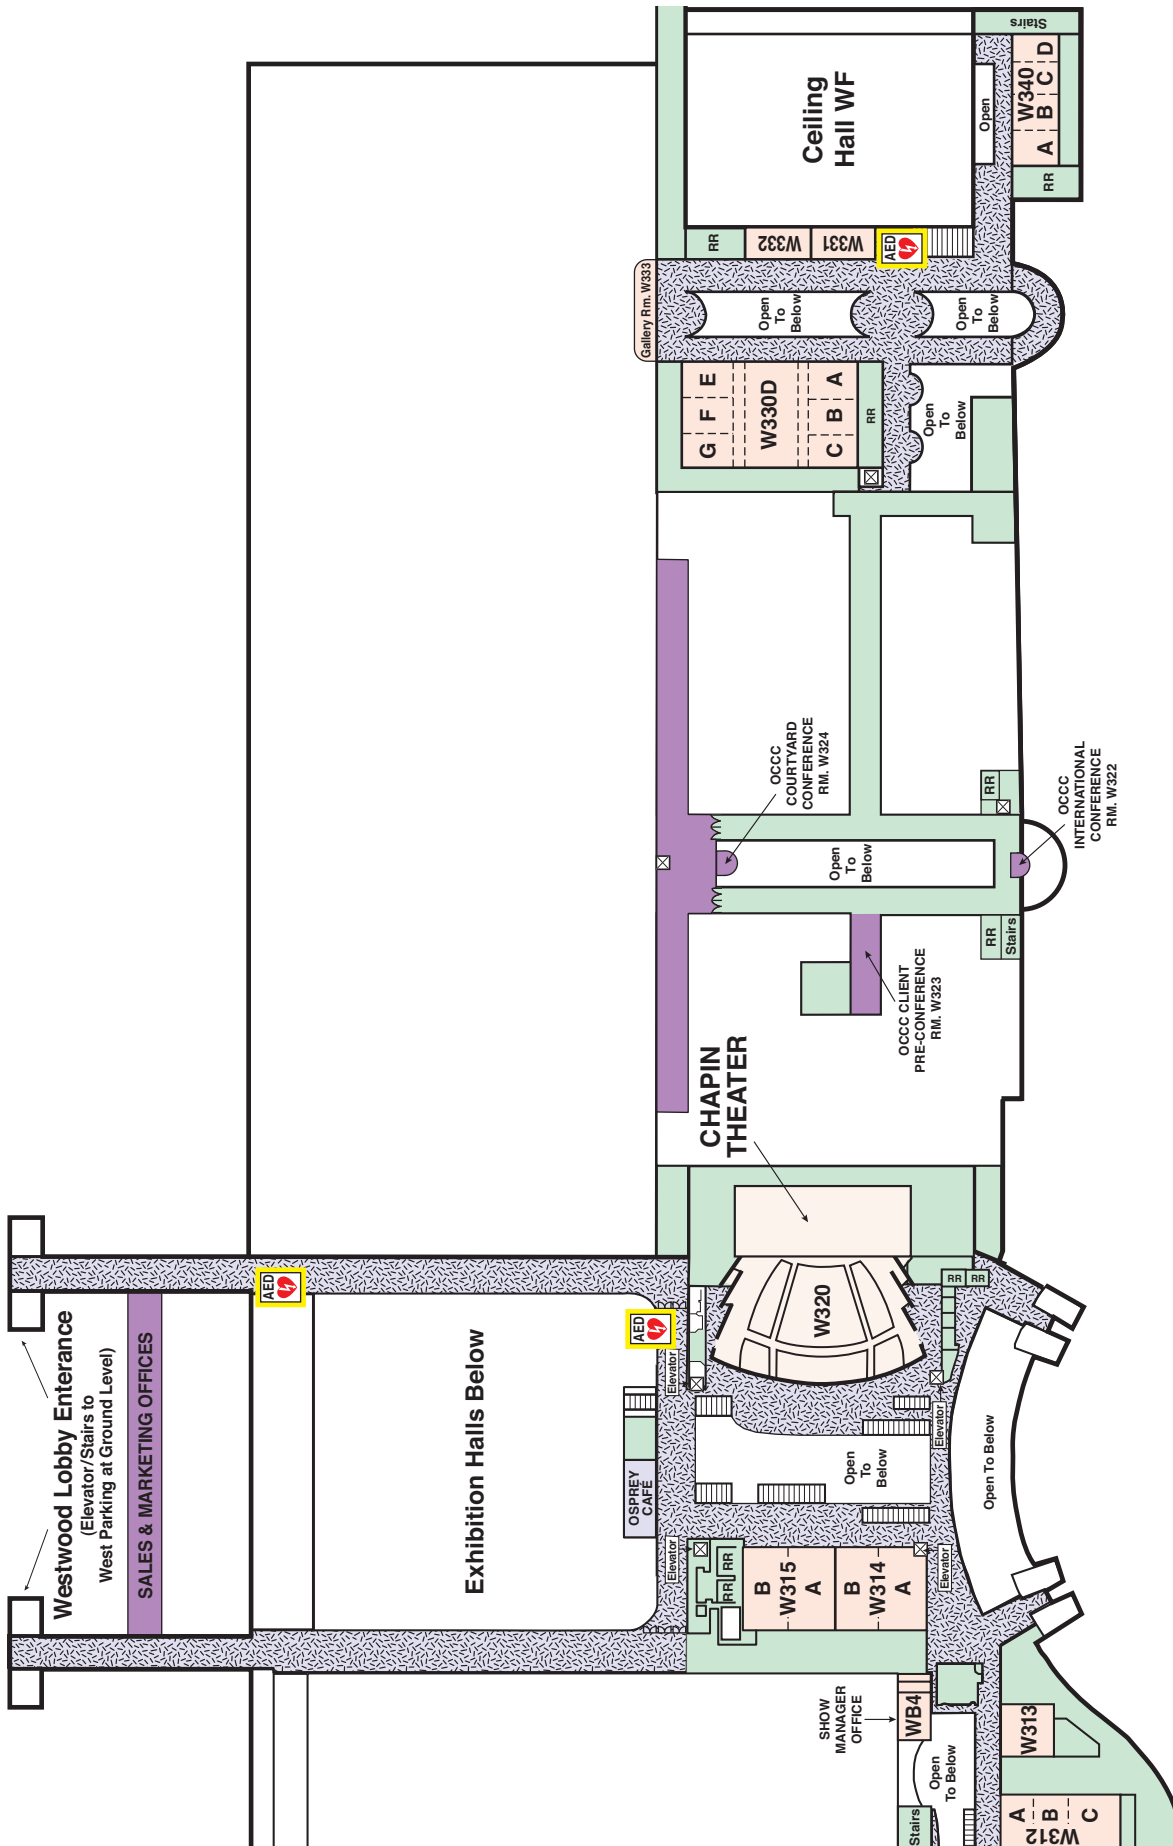 Stairs
W340
A B C D
RR
Open
Ceiling
Hall WF
RR
W332
W331
AED
Gallery Rm. W333
Open
To
Below
Open
To
Below
G F E
W330D
C B A
RR
Open
To
Below
OCCC
COURTYARD
CONFERENCE
RM. W324
OCCC
INTERNATIONAL
CONFERENCE
RM. W322
RR
Open
To
Below
RR
Stairs
OCCC CLIENT
PRE-CONFERENCE
RM. W323
CHAPIN
THEATER
W320
RR
RR
AED
AED
Elevator
Elevator
Westwood Lobby Enterance
(Elevator/Stairs to
West Parking at Ground Level)
SALES & MARKETING OFFICES
Exhibition Halls Below
OSPREY
CAFÉ
Open
To
Below
Open To Below
Elevator
Elevator
RR
RR
B
W315
A
B
W314
A
SHOW
MANAGER
OFFICE
WB4
Open
To Below
Stairs
W313
A
B
C
W312